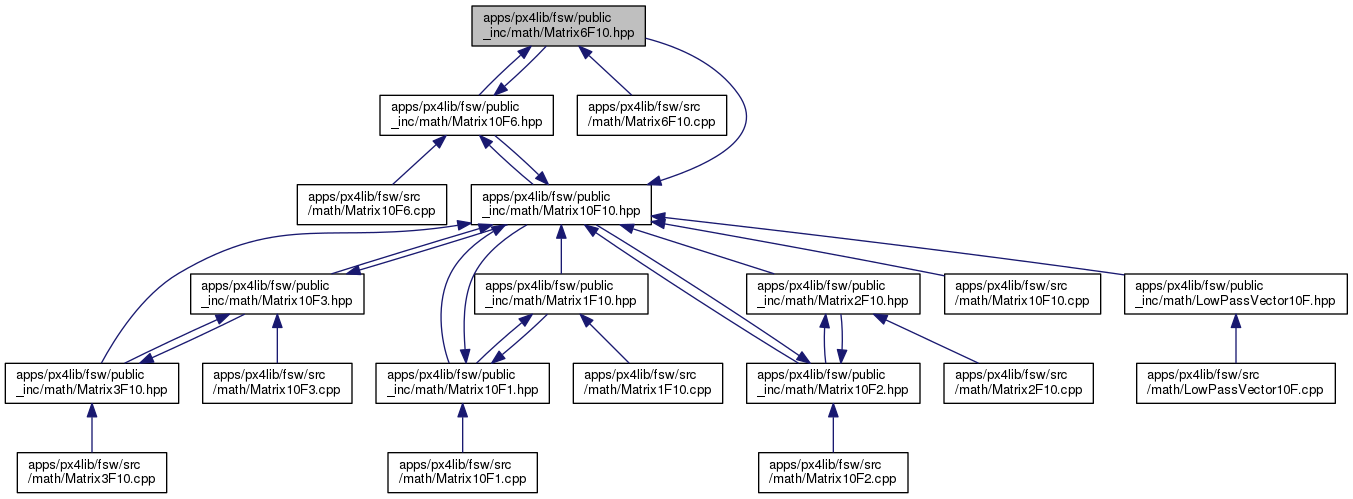 apps/px4lib/fsw/public
_inc/math/Matrix6F10.hpp
apps/px4lib/fsw/public
_inc/math/Matrix10F6.hpp
apps/px4lib/fsw/src
/math/Matrix6F10.cpp
apps/px4lib/fsw/src
/math/Matrix10F6.cpp
apps/px4lib/fsw/public
_inc/math/Matrix10F10.hpp
apps/px4lib/fsw/public
_inc/math/Matrix10F3.hpp
apps/px4lib/fsw/public
_inc/math/Matrix1F10.hpp
apps/px4lib/fsw/public
_inc/math/Matrix2F10.hpp
apps/px4lib/fsw/src
/math/Matrix10F10.cpp
apps/px4lib/fsw/public
_inc/math/LowPassVector10F.hpp
apps/px4lib/fsw/public
_inc/math/Matrix3F10.hpp
apps/px4lib/fsw/src
/math/Matrix10F3.cpp
apps/px4lib/fsw/public
_inc/math/Matrix10F1.hpp
apps/px4lib/fsw/src
/math/Matrix1F10.cpp
apps/px4lib/fsw/public
_inc/math/Matrix10F2.hpp
apps/px4lib/fsw/src
/math/Matrix2F10.cpp
apps/px4lib/fsw/src
/math/LowPassVector10F.cpp
apps/px4lib/fsw/src
/math/Matrix3F10.cpp
apps/px4lib/fsw/src
/math/Matrix10F1.cpp
apps/px4lib/fsw/src
/math/Matrix10F2.cpp